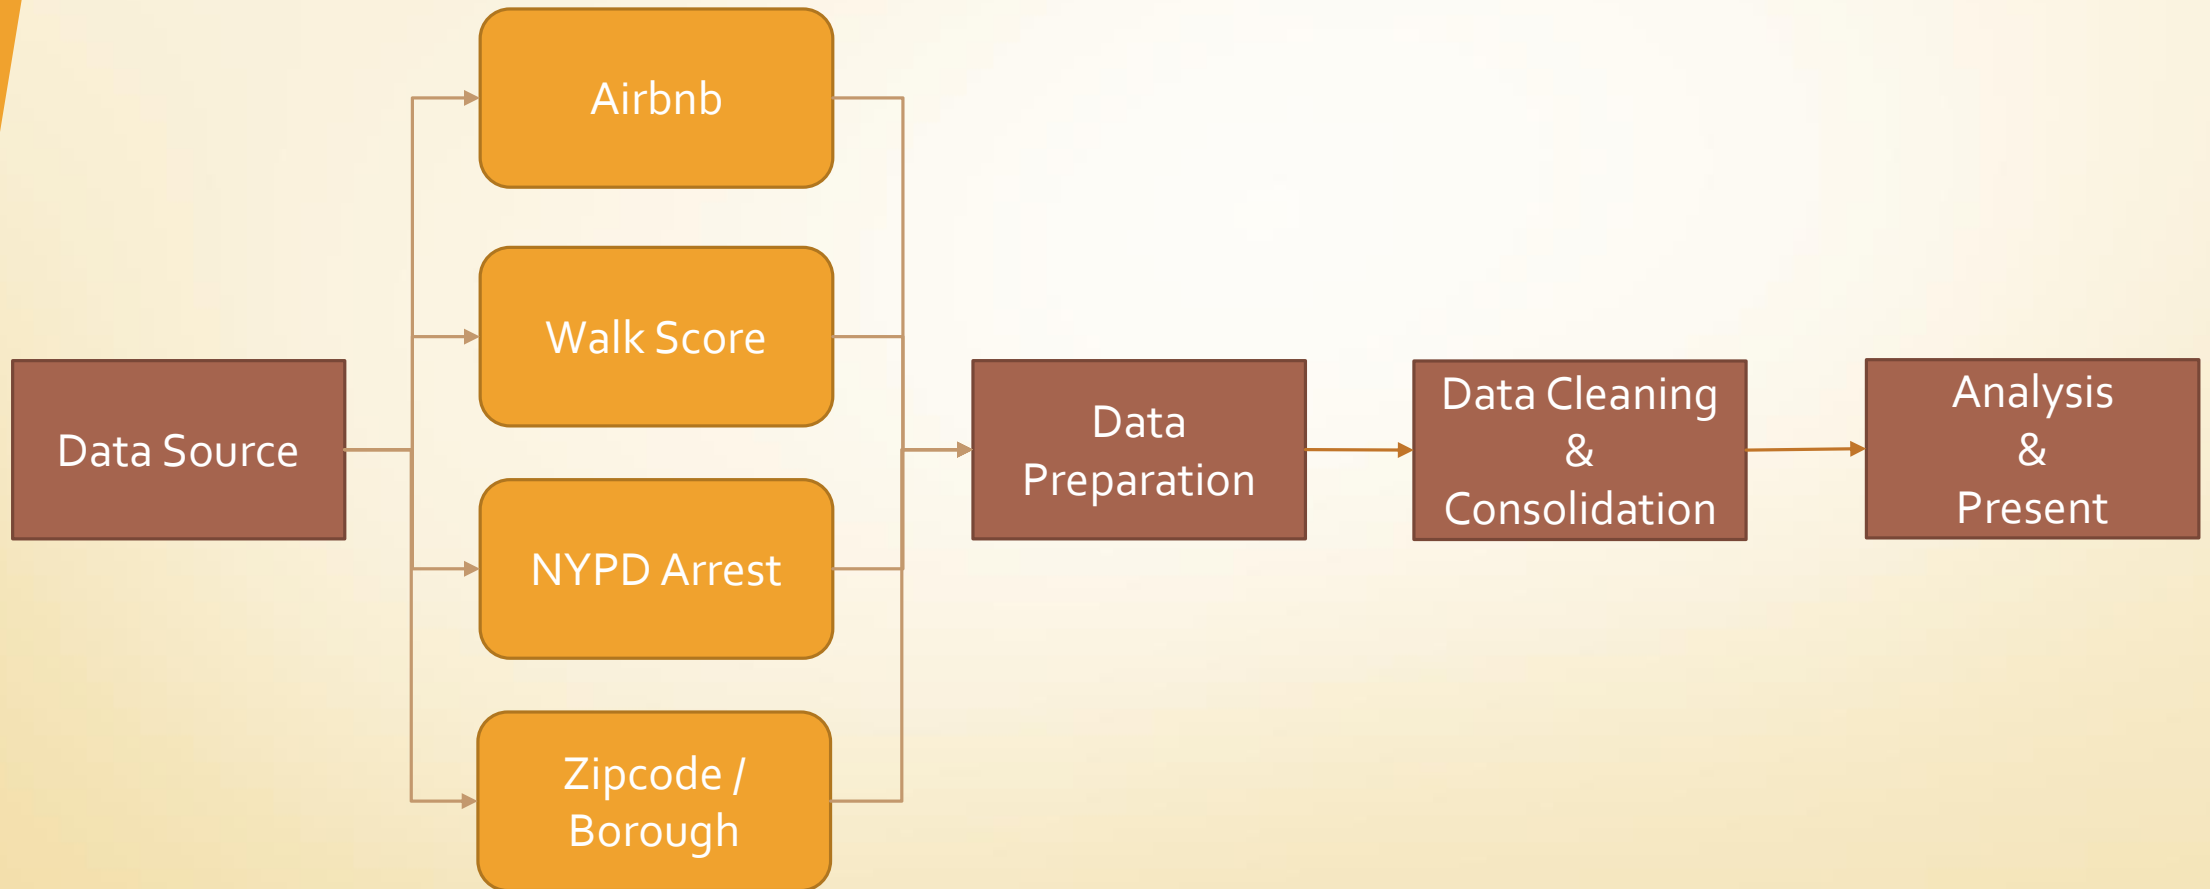 Airbnb
Walk Score
Data Source
NYPD Arrest
Zipcode /
Borough
Data
Preparation
Data Cleaning
&
Consolidation
Analysis
&
Present